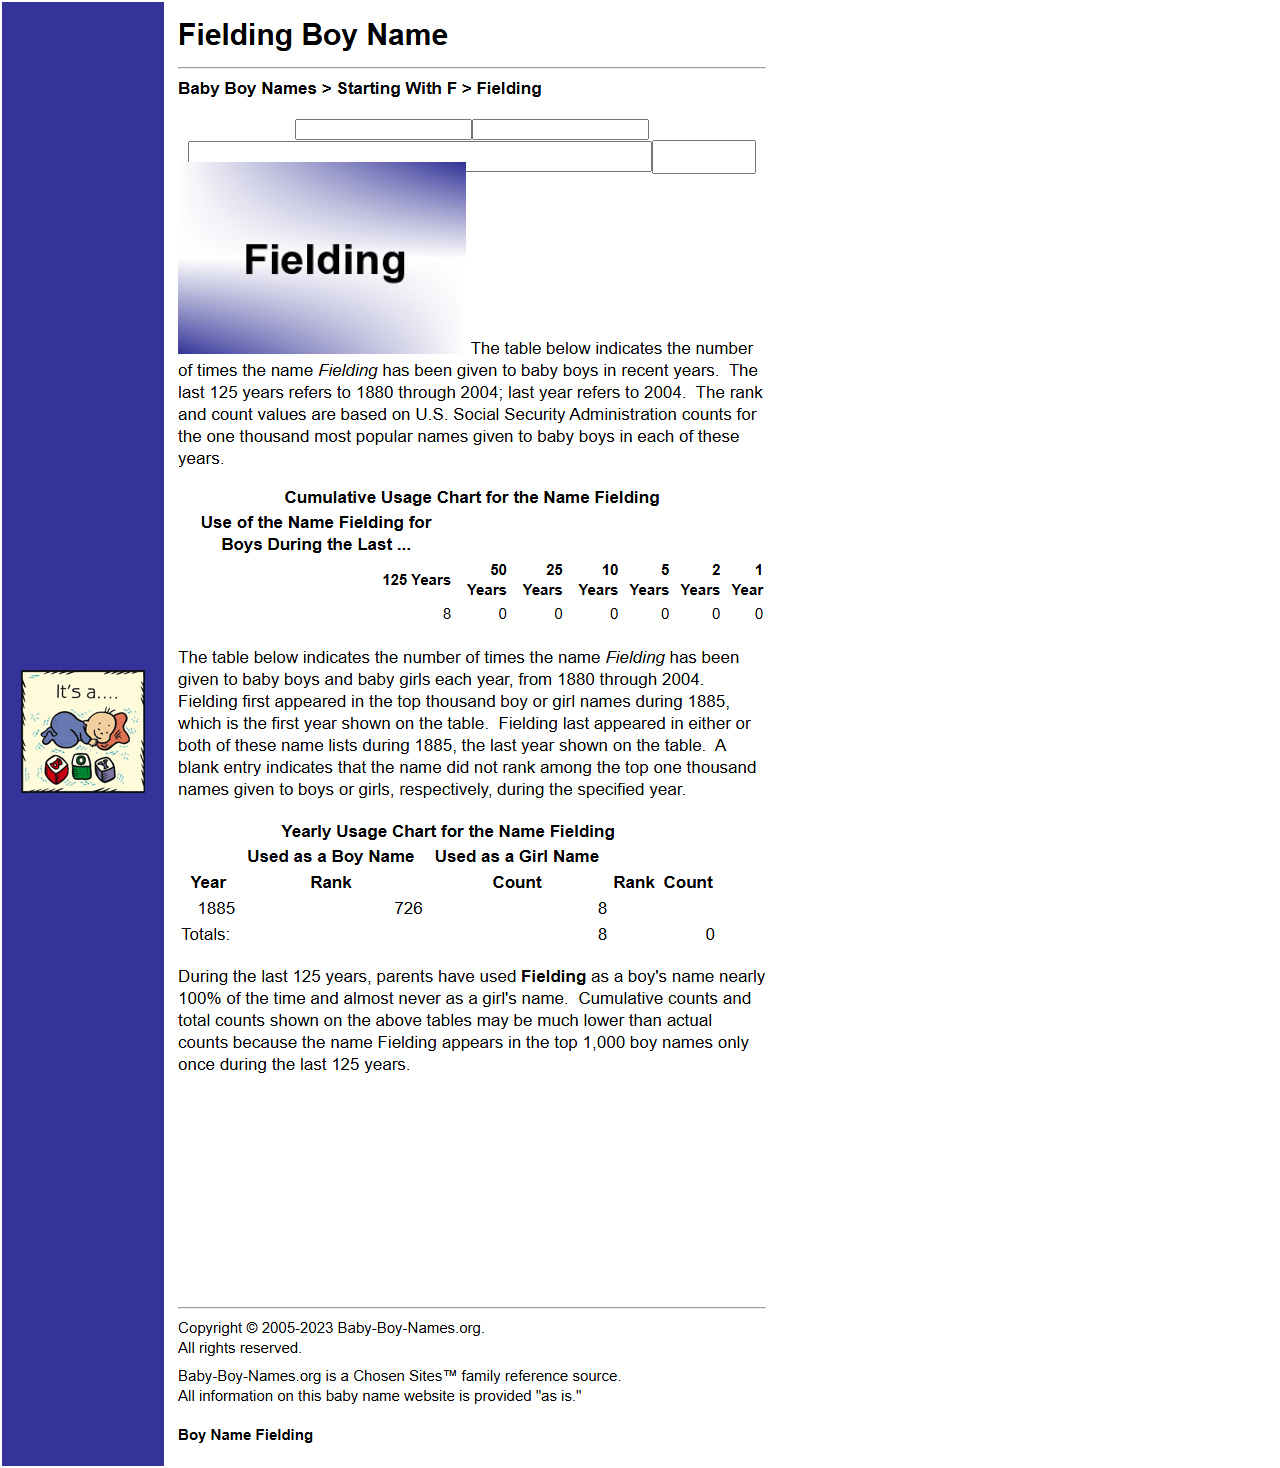 Fielding Boy Name
Baby Boy Names > Starting With F > Fielding
Fielding
The table below indicates the number
of times the name Fielding has been given to baby boys in recent years.  The
last 125 years refers to 1880 through 2004; last year refers to 2004.  The rank
and count values are based on U.S. Social Security Administration counts for
the one thousand most popular names given to baby boys in each of these
years.
Cumulative Usage Chart for the Name Fielding
Use of the Name Fielding for
Boys During the Last ...
125 Years 50 Years 25 Years 10 Years 5 Years 2 Years 1 Year
8 0 0 0 0 0 0
It's a....
B O Y
The table below indicates the number of times the name Fielding has been
given to baby boys and baby girls each year, from 1880 through 2004.
Fielding first appeared in the top thousand boy or girl names during 1885,
which is the first year shown on the table.  Fielding last appeared in either or
both of these name lists during 1885, the last year shown on the table.  A
blank entry indicates that the name did not rank among the top one thousand
names given to boys or girls, respectively, during the specified year.
Yearly Usage Chart for the Name Fielding
Used as a Boy Name Used as a Girl Name
Year Rank Count Rank Count
1885 726 8
Totals: 8 0
During the last 125 years, parents have used Fielding as a boy's name nearly
100% of the time and almost never as a girl's name.  Cumulative counts and
total counts shown on the above tables may be much lower than actual
counts because the name Fielding appears in the top 1,000 boy names only
once during the last 125 years.
Copyright © 2005-2023 Baby-Boy-Names.org.
All rights reserved.
Baby-Boy-Names.org is a Chosen Sites™ family reference source.
All information on this baby name website is provided "as is."
Boy Name Fielding